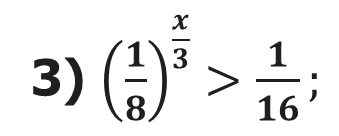 3) (1/8)^(x/3) > 1/16;